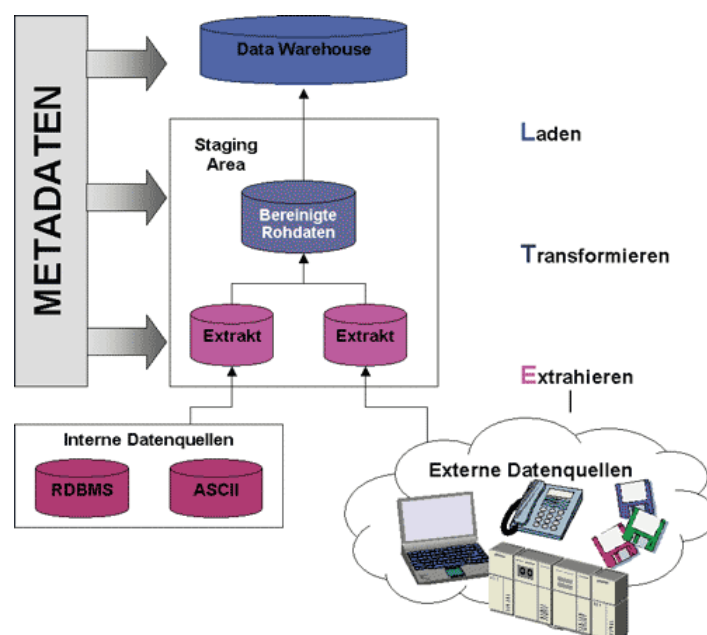 METADATEN
Data Warehouse
Staging
Area
Bereinigte
Rohdaten
Extrakt
Extrakt
Laden
Transformieren
Extrahieren
Interne Datenquellen
RDBMS
ASCII
Externe Datenquellen